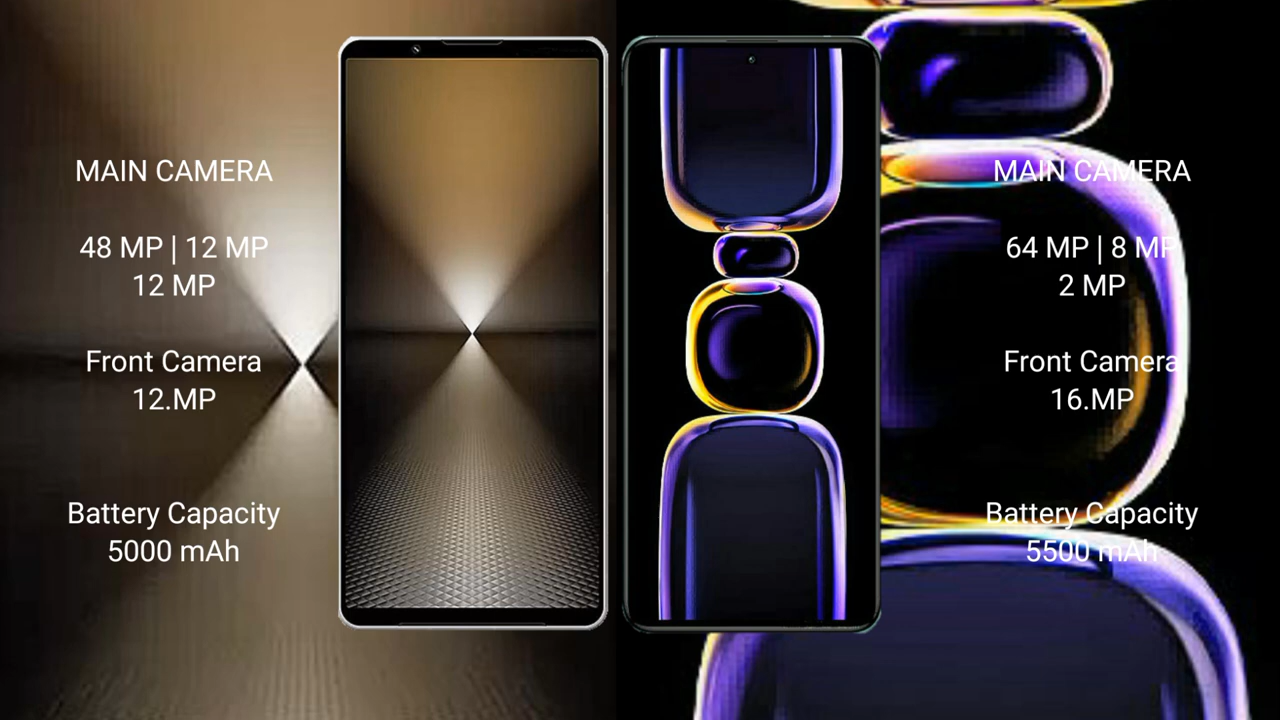 MAIN CAMERA
48 MP | 12 MP
12 MP
Front Camera
12.MP
Battery Capacity
5000 mAh
MAIN CAMERA
64 MP | 8 MP
2 MP
Front Camera
16.MP
Battery Capacity
5500 mAh